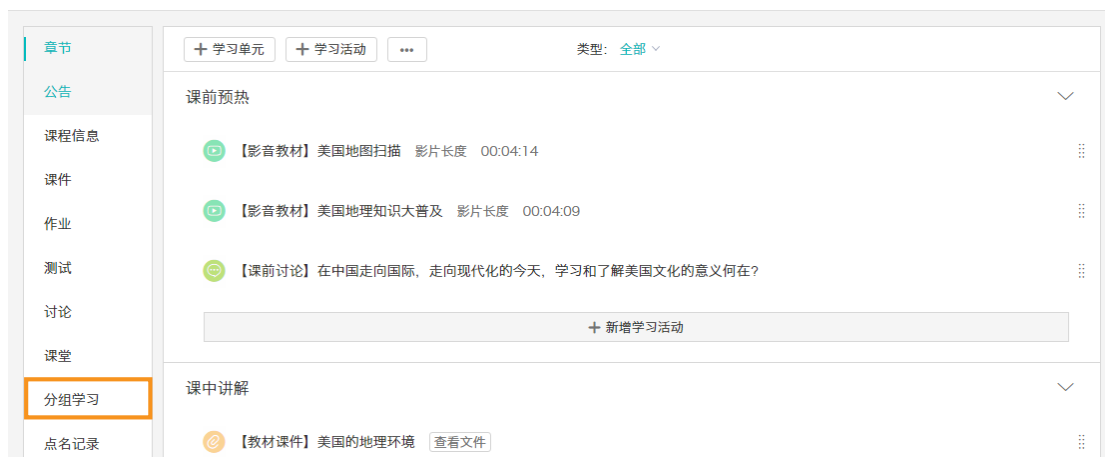 章节
公告
课程信息
课件
作业
测试
讨论
课堂
分组学习
点名记录
+ 学习单元 + 学习活动 ••• 类型： 全部
课前预热
【影音教材】美国地图扫描 影片长度 00:04:14
【影音教材】美国地理知识大普及 影片长度 00:04:09
【课前讨论】在中国走向国际，走向现代化的今天，学习和了解美国文化的意义何在?
+ 新增学习活动
课中讲解
【教材课件】美国的地理环境 查看文件